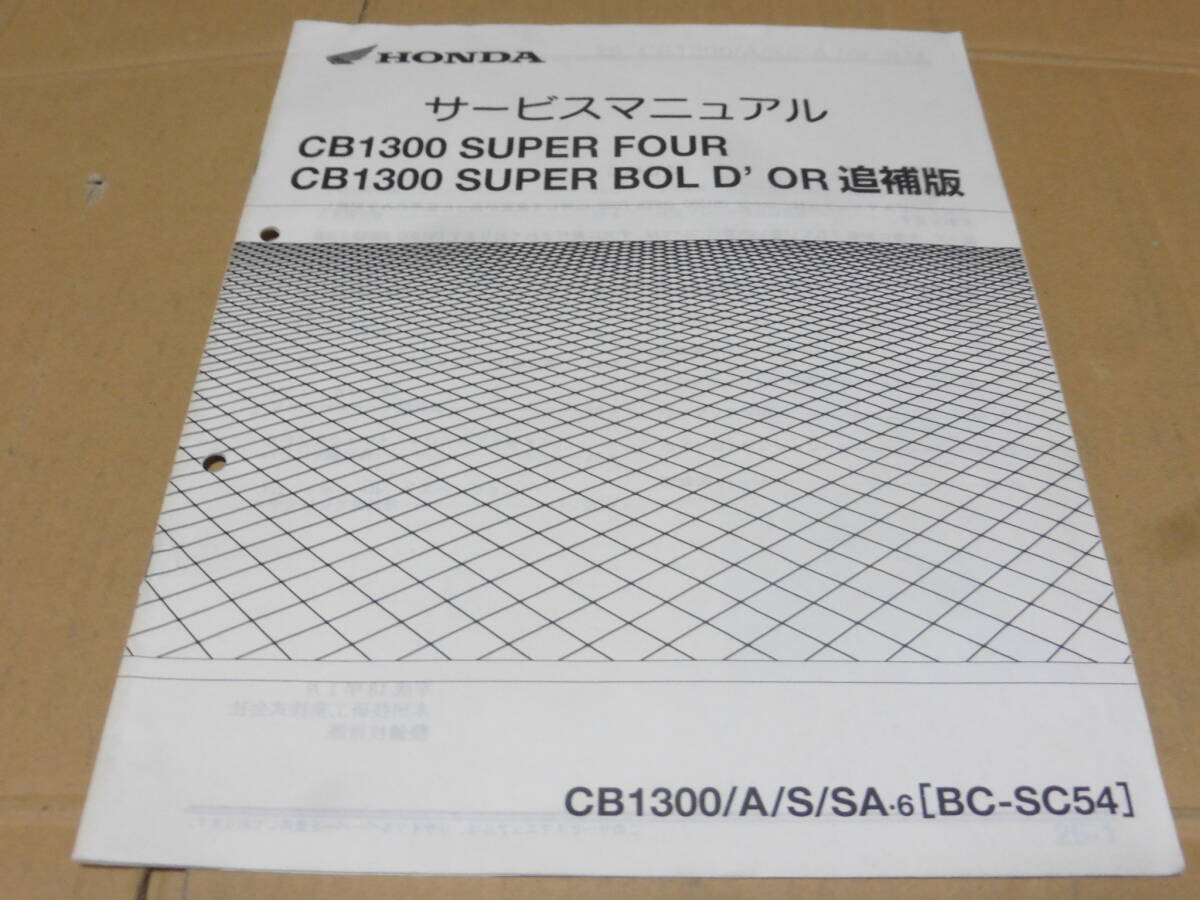 HONDA
サービスマニュアル
CB1300 SUPER FOUR
CB1300 SUPER BOL D' OR 追補版
CB1300/A/S/SA·6[BC-SC54]